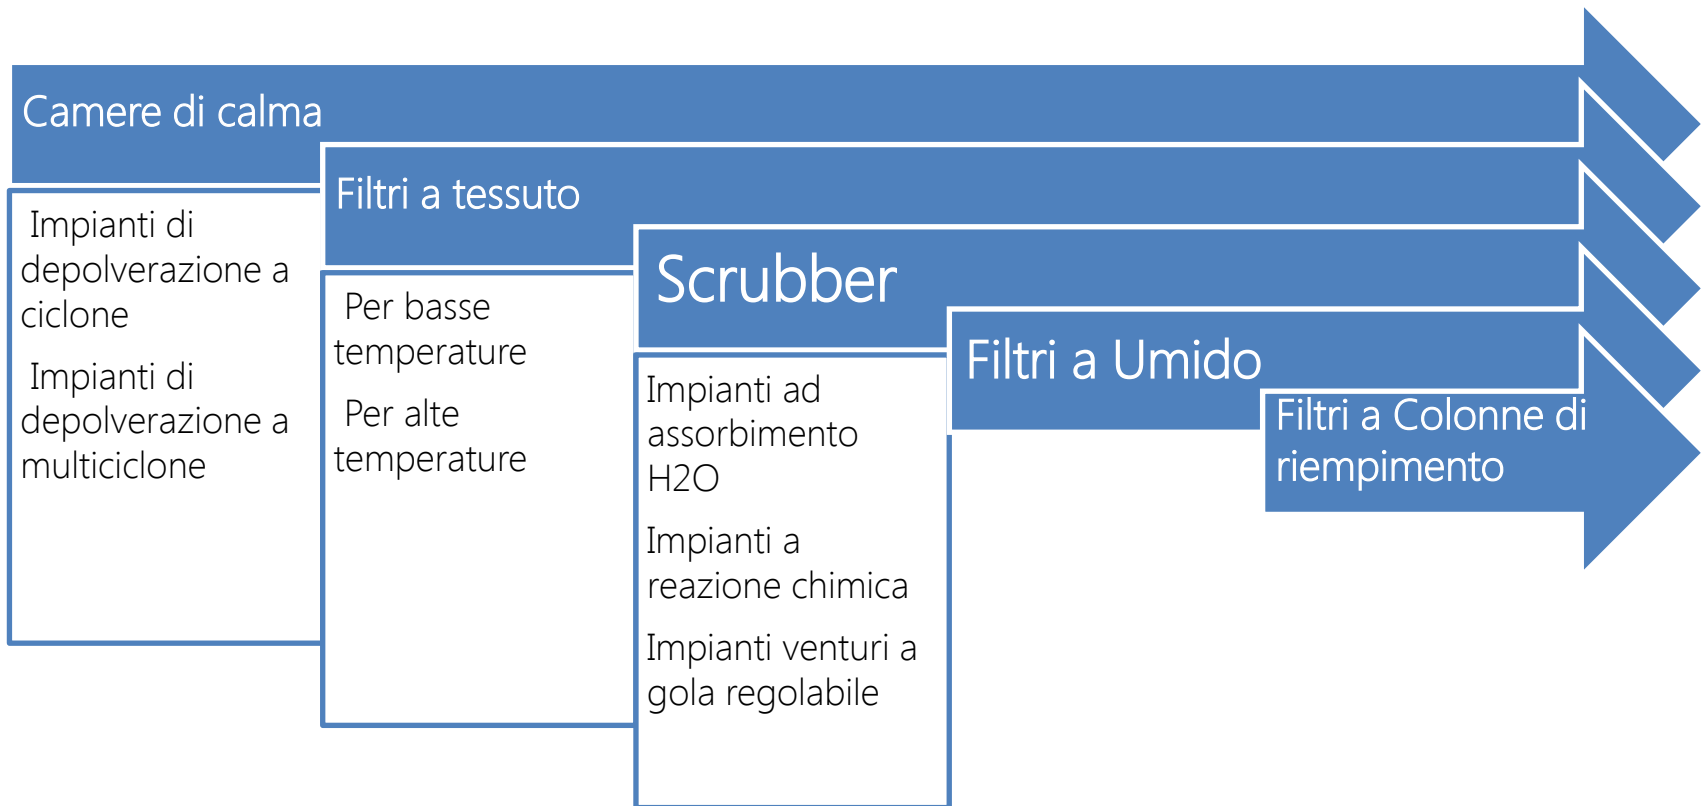 Camere di calma
Impianti di
depolverazione a
ciclone
Impianti di
depolverazione a
multiciclone
Filtri a tessuto
Per basse
temperature
Per alte
temperature
Scrubber
Impianti ad
assorbimento
H2O
Impianti a
reazione chimica
Impianti venturi a
gola regolabile
Filtri a Umido
Filtri a Colonne di
riempimento